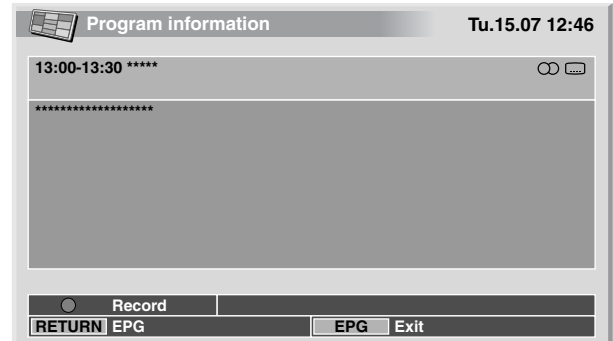 Program information Tu.15.07 12:46
13:00-13:30 *****
*******************
Record
RETURN EPG EPG Exit